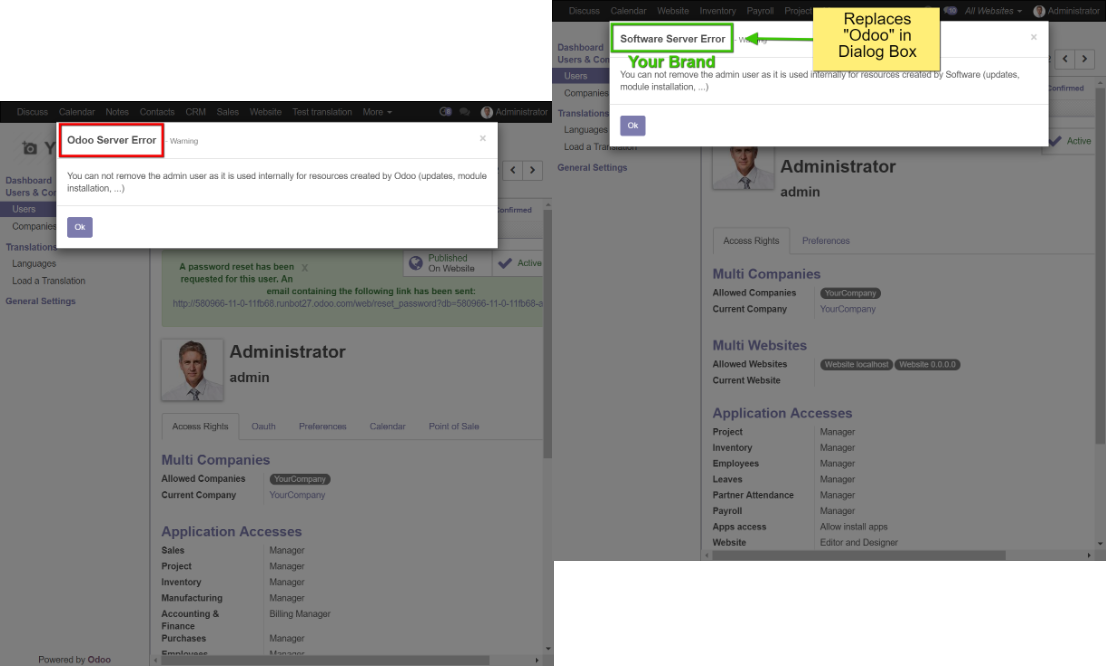 Discuss Calendar Notes Contacts CRM Sales Website Test translation More Administrator
Y
Odoo Server Error - Warning ×
You can not remove the admin user as it is used internally for resources created by Odoo (updates, module
installation, ...)
Ok
Dashboard
Users & Con
Users
Companies
Translations
Languages
Load a Translation
General Settings
onfirmed
A password reset has been x
requested for this user. An
email containing the following link has been sent:
http://580966-11-0-11fb68.runbot27.odoo.com/web/reset_password?db=580966-11-0-11fb68-a
Published
On Website
Active
Administrator
admin
Access Rights Oauth Preferences Calendar Point of Sale
Multi Companies
Allowed Companies YourCompany
Current Company YourCompany
Application Accesses
Sales Manager
Project Manager
Inventory Manager
Manufacturing Manager
Accounting & Billing Manager
Finance
Purchases Manager
Employees Manager
Powered by Odoo
Discuss Calendar Website Inventory Payroll Project 10 All Websites Administrator
Software Server Error - Warning ×
Your Brand
Replaces
"Odoo" in
Dialog Box
You can not remove the admin user as it is used internally for resources created by Software (updates,
module installation, ...)
Ok
Dashboard
Users & Con
Users
Companies
Translations
Languages
Load a Translation
General Settings
2
Confirmed
Active
Administrator
admin
Access Rights Preferences
Multi Companies
Allowed Companies YourCompany
Current Company YourCompany
Multi Websites
Allowed Websites Website localhost Website 0.0.0.0
Current Website
Application Accesses
Project Manager
Inventory Manager
Employees Manager
Leaves Manager
Partner Attendance Manager
Payroll Manager
Apps access Allow install apps
Website Editor and Designer